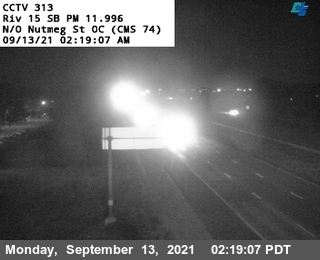 CCTV 313
Riv 15 SB PM 11.996
N/O Nutmeg St OC (CMS 74)
09/13/21 02:19:07 AM
Monday, September 13, 2021 02:19:07 PDT